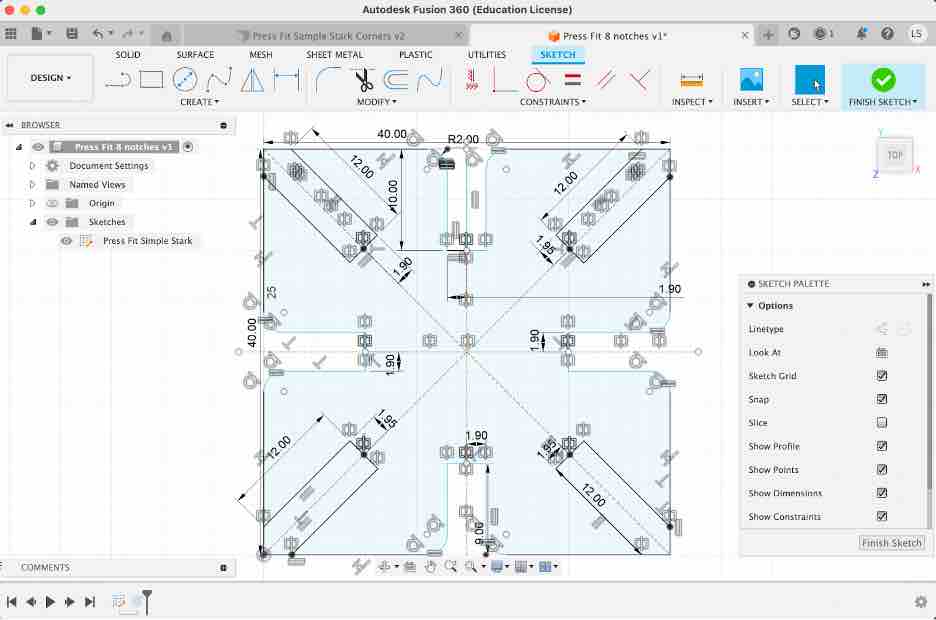 Autodesk Fusion 360 (Education License)
Press Fit Sample Stack Corners v2
Press Fit 8 notches v1*
1
LS
SOLID SURFACE MESH SHEET METAL PLASTIC UTILITIES SKETCH
DESIGN
CREATE MODIFY CONSTRAINTS INSPECT INSERT SELECT FINISH SKETCH
BROWSER
Press Fit 8 notches v1
Document Settings
Named Views
Origin
Sketches
Press Fit Simple Stack
40.00
R2.00
12.00
10.00
12.00
1.95
1.90
25
1.90
40.00
1.90
1.90
1.95
1.90
12.00
12.00
9.00
Y
TOP
Z
X
SKETCH PALETTE
Options
Linetype
Look At
Sketch Grid
Snap
Slice
Show Profile
Show Points
Show Dimensions
Show Constraints
Finish Sketch
COMMENTS